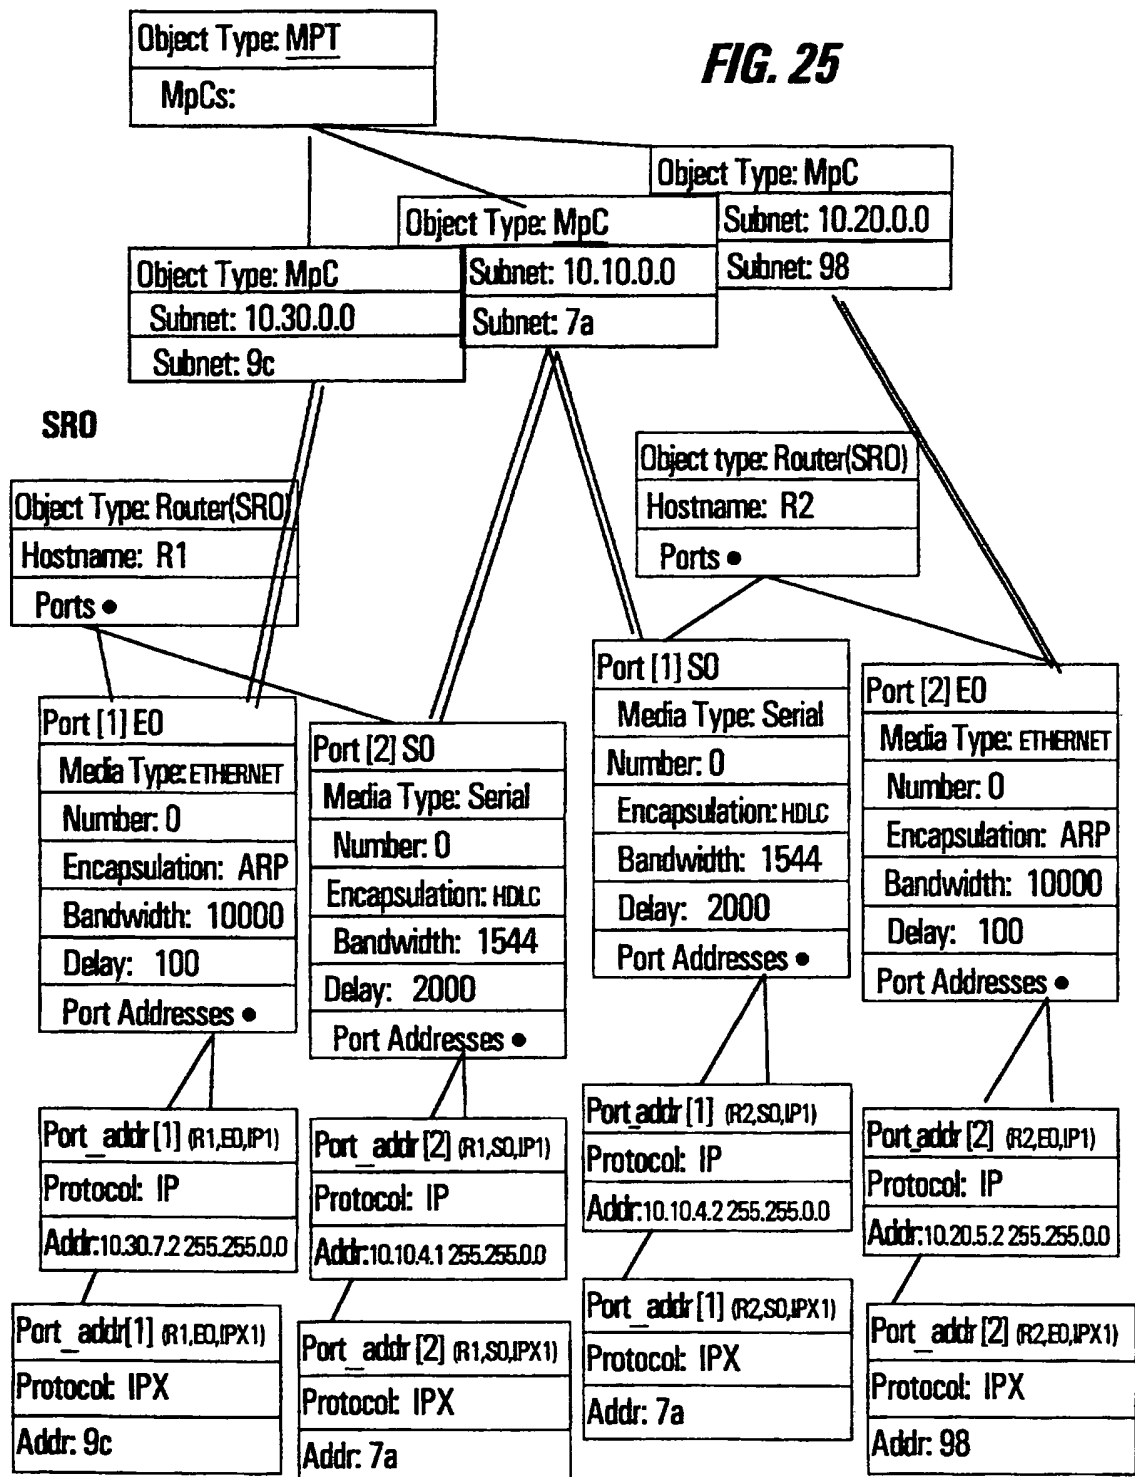 Object Type: MPT
MpCs:
FIG. 25
Object Type: MpC
Subnet: 10.20.0.0
Subnet: 98
Object Type: MpC
Subnet: 10.10.0.0
Subnet: 7a
Object Type: MpC
Subnet: 10.30.0.0
Subnet: 9c
SRO
Object Type: Router(SRO)
Hostname: R1
Ports •
Object type: Router(SRO)
Hostname: R2
Ports •
Port [1] E0
Media Type: ETHERNET
Number: 0
Encapsulation: ARP
Bandwidth: 10000
Delay: 100
Port Addresses •
Port [2] S0
Media Type: Serial
Number: 0
Encapsulation: HDLC
Bandwidth: 1544
Delay: 2000
Port Addresses •
Port [1] S0
Media Type: Serial
Number: 0
Encapsulation: HDLC
Bandwidth: 1544
Delay: 2000
Port Addresses •
Port [2] E0
Media Type: ETHERNET
Number: 0
Encapsulation: ARP
Bandwidth: 10000
Delay: 100
Port Addresses •
Port_addr [1] (R1,E0,IP1)
Protocol: IP
Addr:10.30.7.2 255.255.0.0
Port_addr [2] (R1,S0,IP1)
Protocol: IP
Addr:10.10.4.1 255.255.0.0
Port_addr [1] (R2,S0,IP1)
Protocol: IP
Addr:10.10.4.2 255.255.0.0
Port_addr [2] (R2,E0,IP1)
Protocol: IP
Addr:10.20.5.2 255.255.0.0
Port_addr[1] (R1,E0,IPX1)
Protocol: IPX
Addr: 9c
Port_addr [2] (R1,S0,IPX1)
Protocol: IPX
Addr: 7a
Port_addr [1] (R2,S0,IPX1)
Protocol: IPX
Addr: 7a
Port_addr [2] (R2,E0,IPX1)
Protocol: IPX
Addr: 98